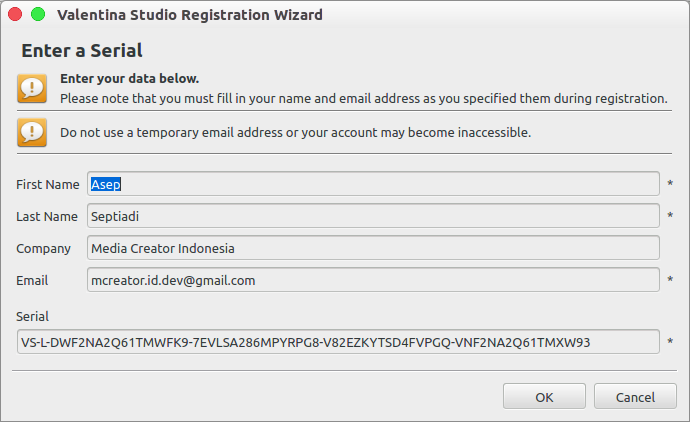 Valentina Studio Registration Wizard
Enter a Serial
Enter your data below.
Please note that you must fill in your name and email address as you specified them during registration.
Do not use a temporary email address or your account may become inaccessible.
First Name Asep *
Last Name Septiadi *
Company Media Creator Indonesia
Email mcreator.id.dev@gmail.com *
Serial
VS-L-DWF2NA2Q61TMWFK9-7EVLSA286MPYRPG8-V82EZKYTSD4FVPGQ-VNF2NA2Q61TMXW93 *
OK Cancel